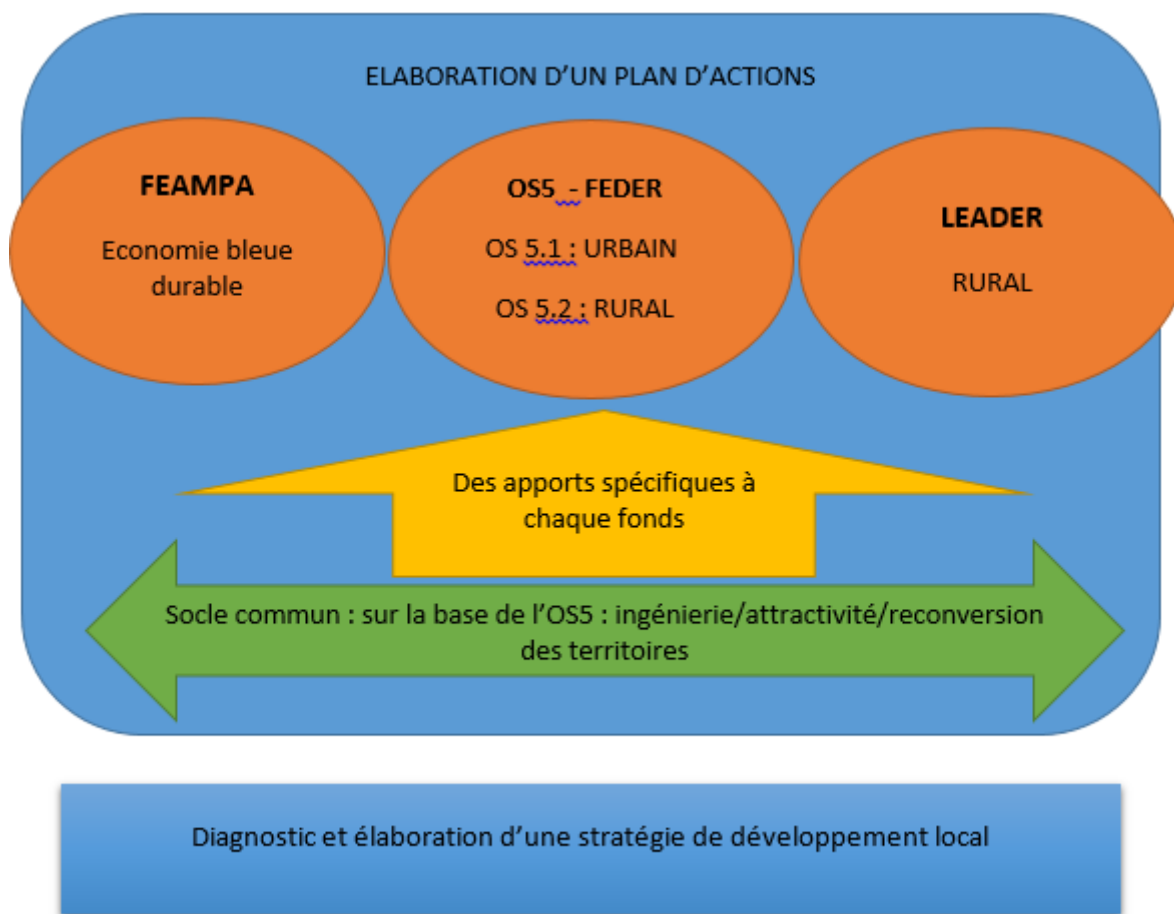 ELABORATION D'UN PLAN D'ACTIONS
FEAMPA
Economie bleue
durable
OS5 - FEDER
OS 5.1 : URBAIN
OS 5.2 : RURAL
LEADER
RURAL
Des apports spécifiques à
chaque fonds
Socle commun : sur la base de l'OS5 : ingénierie/attractivité/reconversion
des territoires
Diagnostic et élaboration d'une stratégie de développement local